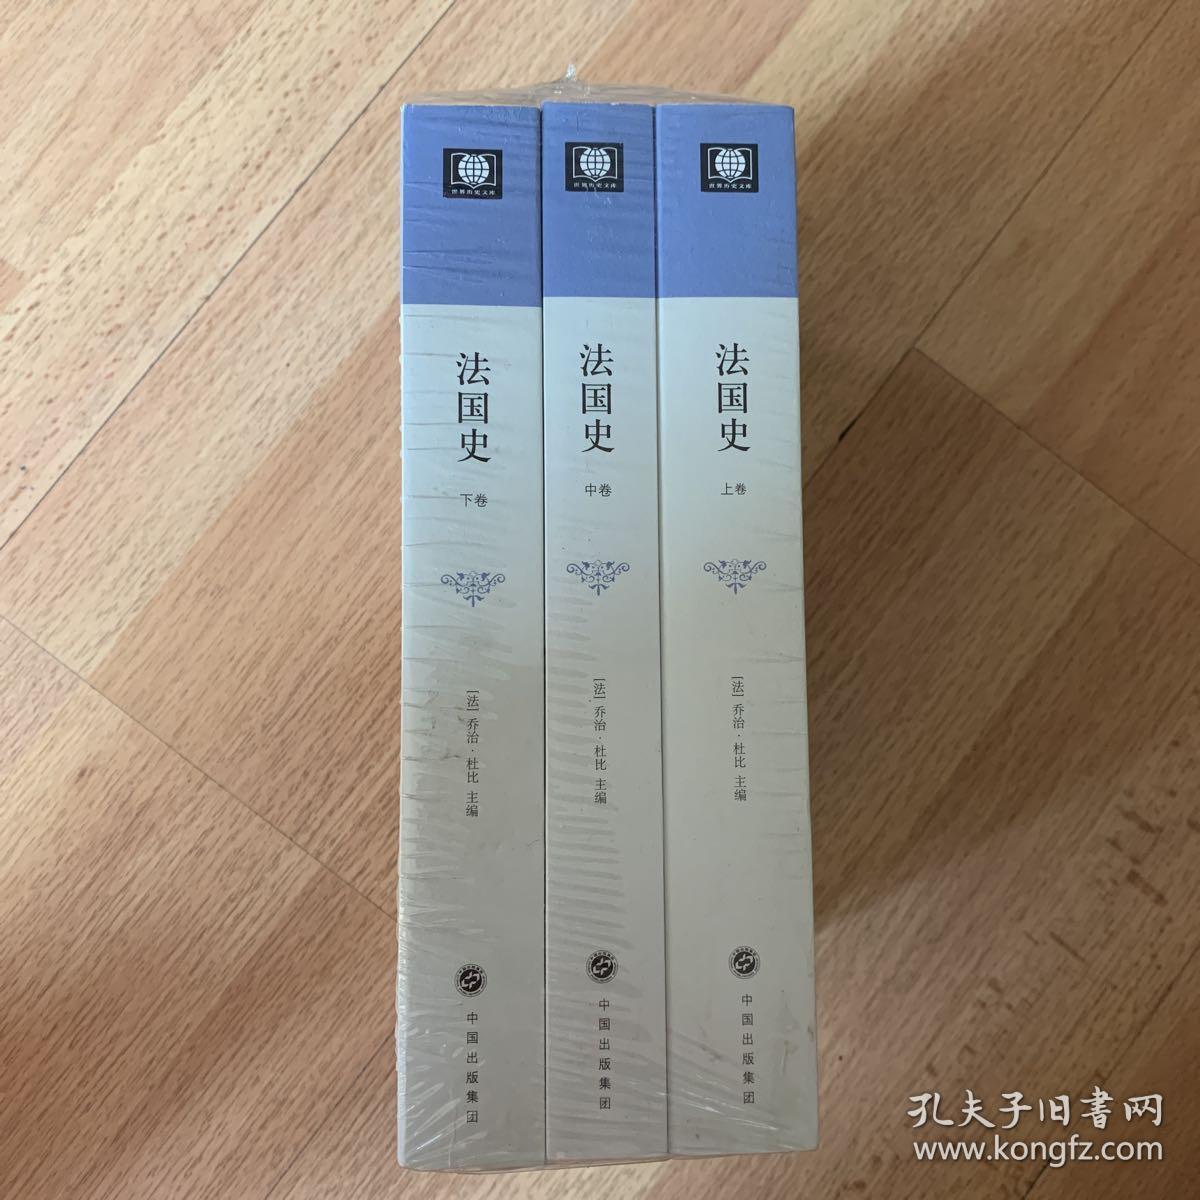 世界历史文库
法国史
下卷
[法] 乔治·杜比 主编
中国出版集团
世界历史文库
法国史
中卷
[法] 乔治·杜比 主编
中国出版集团
世界历史文库
法国史
上卷
[法] 乔治·杜比 主编
中国出版集团
孔夫子旧書网
www.kongfz.com